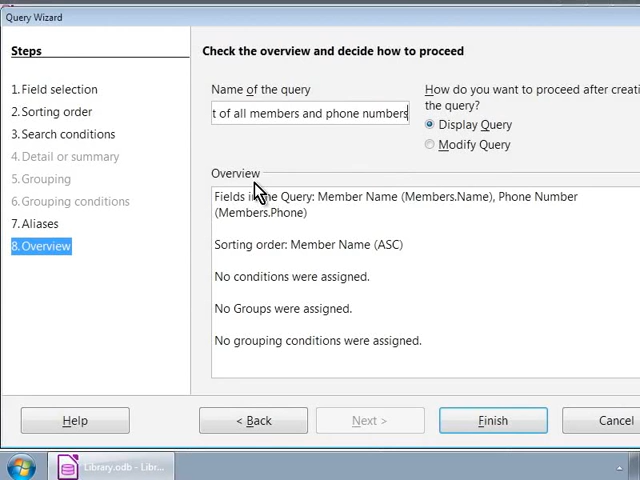 Query Wizard
Steps
Check the overview and decide how to proceed
1.Field selection
2.Sorting order
3.Search conditions
4.Detail or summary
5.Grouping
6.Grouping conditions
7.Aliases
8.Overview
Name of the query
t of all members and phone numbers
How do you want to proceed after creati
the query?
Display Query
Modify Query
Overview
Fields in the Query: Member Name (Members.Name), Phone Number
(Members.Phone)
Sorting order: Member Name (ASC)
No conditions were assigned.
No Groups were assigned.
No grouping conditions were assigned.
Help
< Back
Next >
Finish
Cancel
Library.odb - Libr...